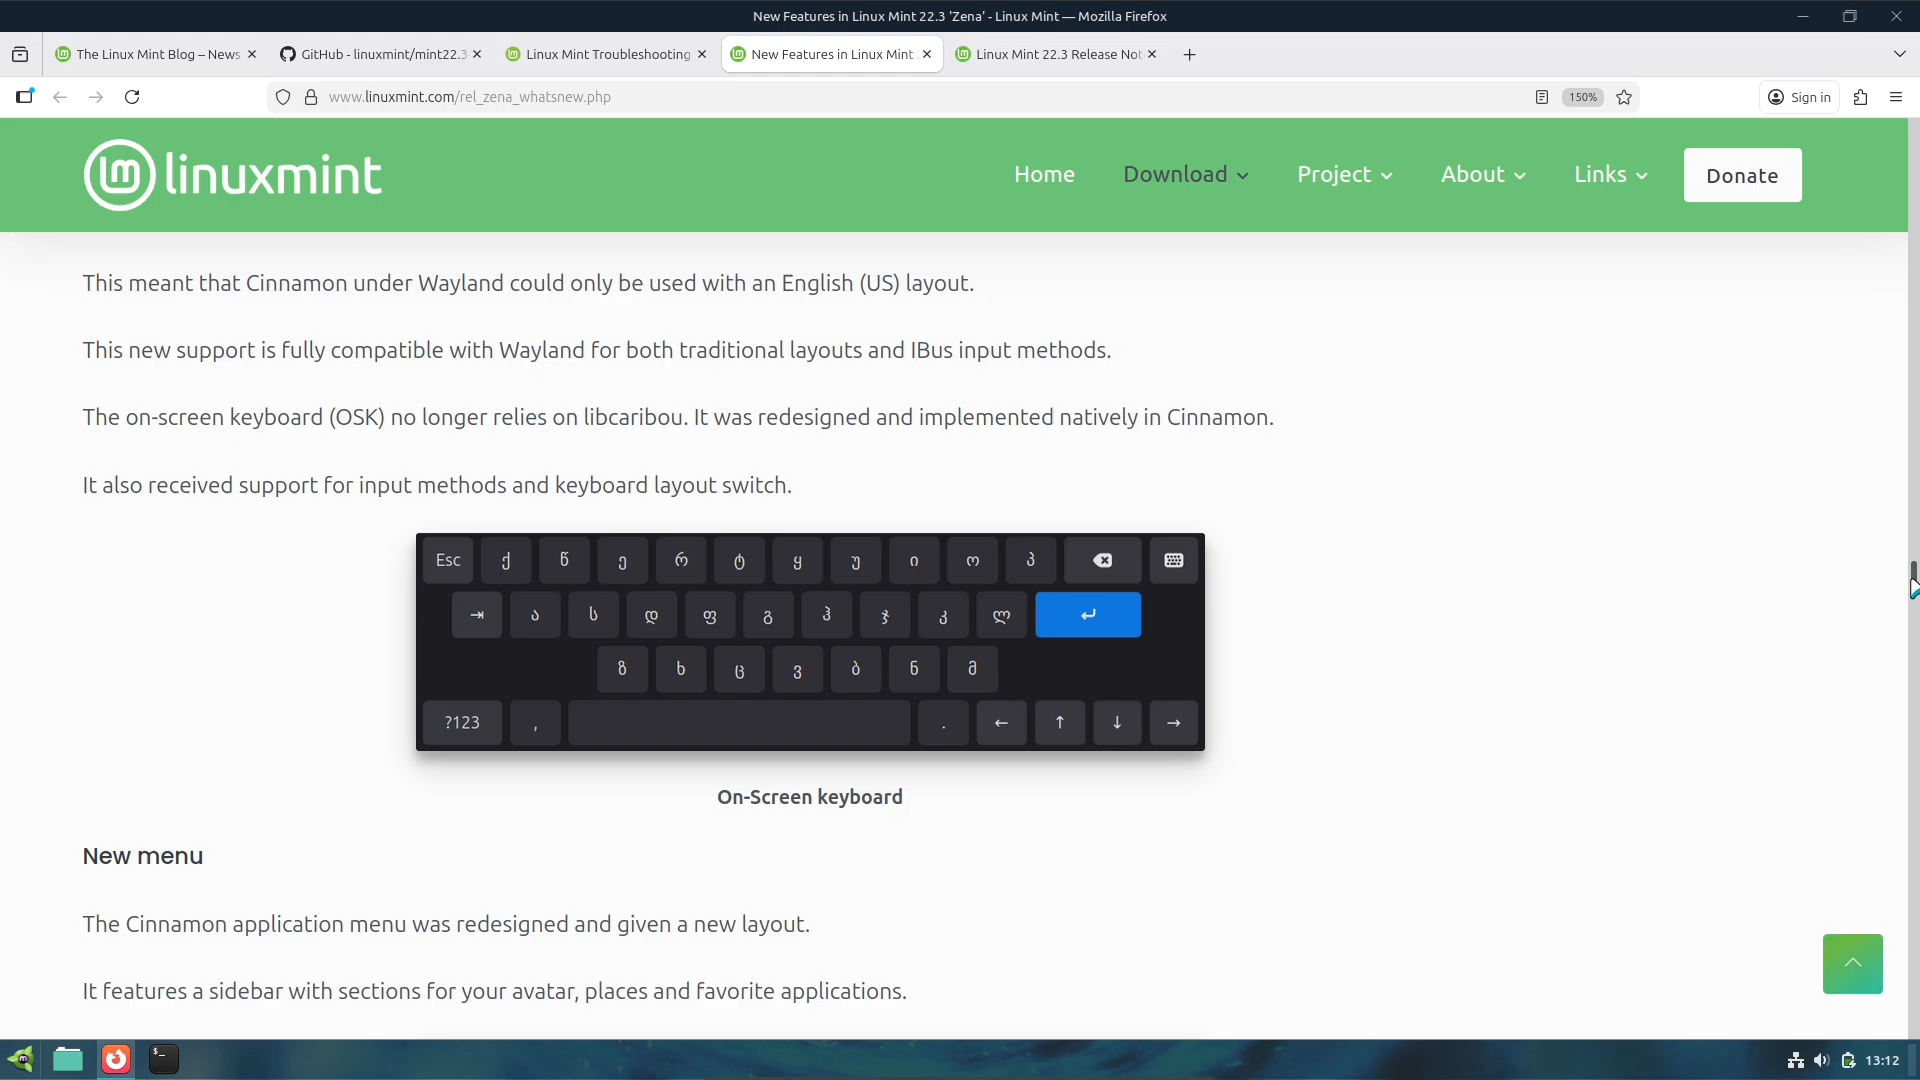 New Features in Linux Mint 22.3 'Zena' - Linux Mint — Mozilla Firefox
The Linux Mint Blog – News
GitHub - linuxmint/mint22.3
Linux Mint Troubleshooting
New Features in Linux Mint
Linux Mint 22.3 Release Not
www.linuxmint.com/rel_zena_whatsnew.php
150%
Sign in
linuxmint
Home
Download
Project
About
Links
Donate
This meant that Cinnamon under Wayland could only be used with an English (US) layout.
This new support is fully compatible with Wayland for both traditional layouts and IBus input methods.
The on-screen keyboard (OSK) no longer relies on libcaribou. It was redesigned and implemented natively in Cinnamon.
It also received support for input methods and keyboard layout switch.
Esc ქ წ ე რ ტ ყ უ ი ო პ
⇥ ა ს დ ფ გ ჰ ჯ კ ლ
ზ ხ ც ვ ბ ნ მ
?123 , . ← ↑ ↓ →
On-Screen keyboard
New menu
The Cinnamon application menu was redesigned and given a new layout.
It features a sidebar with sections for your avatar, places and favorite applications.
13:12